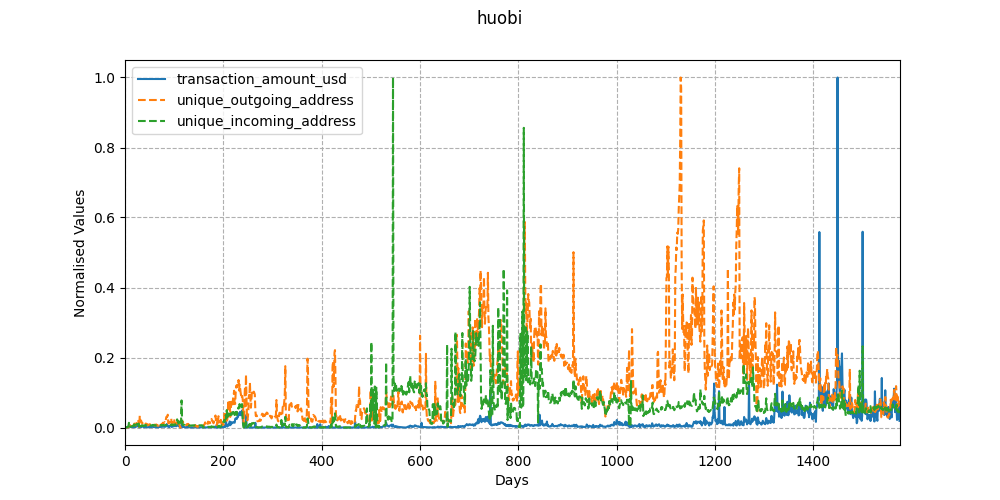 huobi
transaction_amount_usd
unique_outgoing_address
unique_incoming_address
Normalised Values
1.0
0.8
0.6
0.4
0.2
0.0
0 200 400 600 800 1000 1200 1400
Days